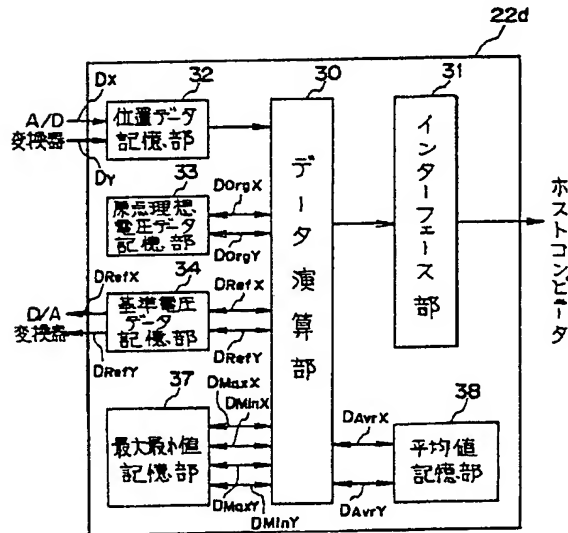 22d
DX
A/D
変換器
DY
32
位置データ
記憶部
30
データ演算部
31
インターフェース部
ホストコンピータ
33
原点理想
電圧データ
記憶部
DOrgX
DOrgY
DRefX
D/A
変換器
DRefY
34
基準電圧
データ
記憶部
DRefX
DRefY
37
最大最小値
記憶部
DMaxX
DMinX
DMaxY
DMinY
38
平均値
記憶部
DAvrX
DAvrY